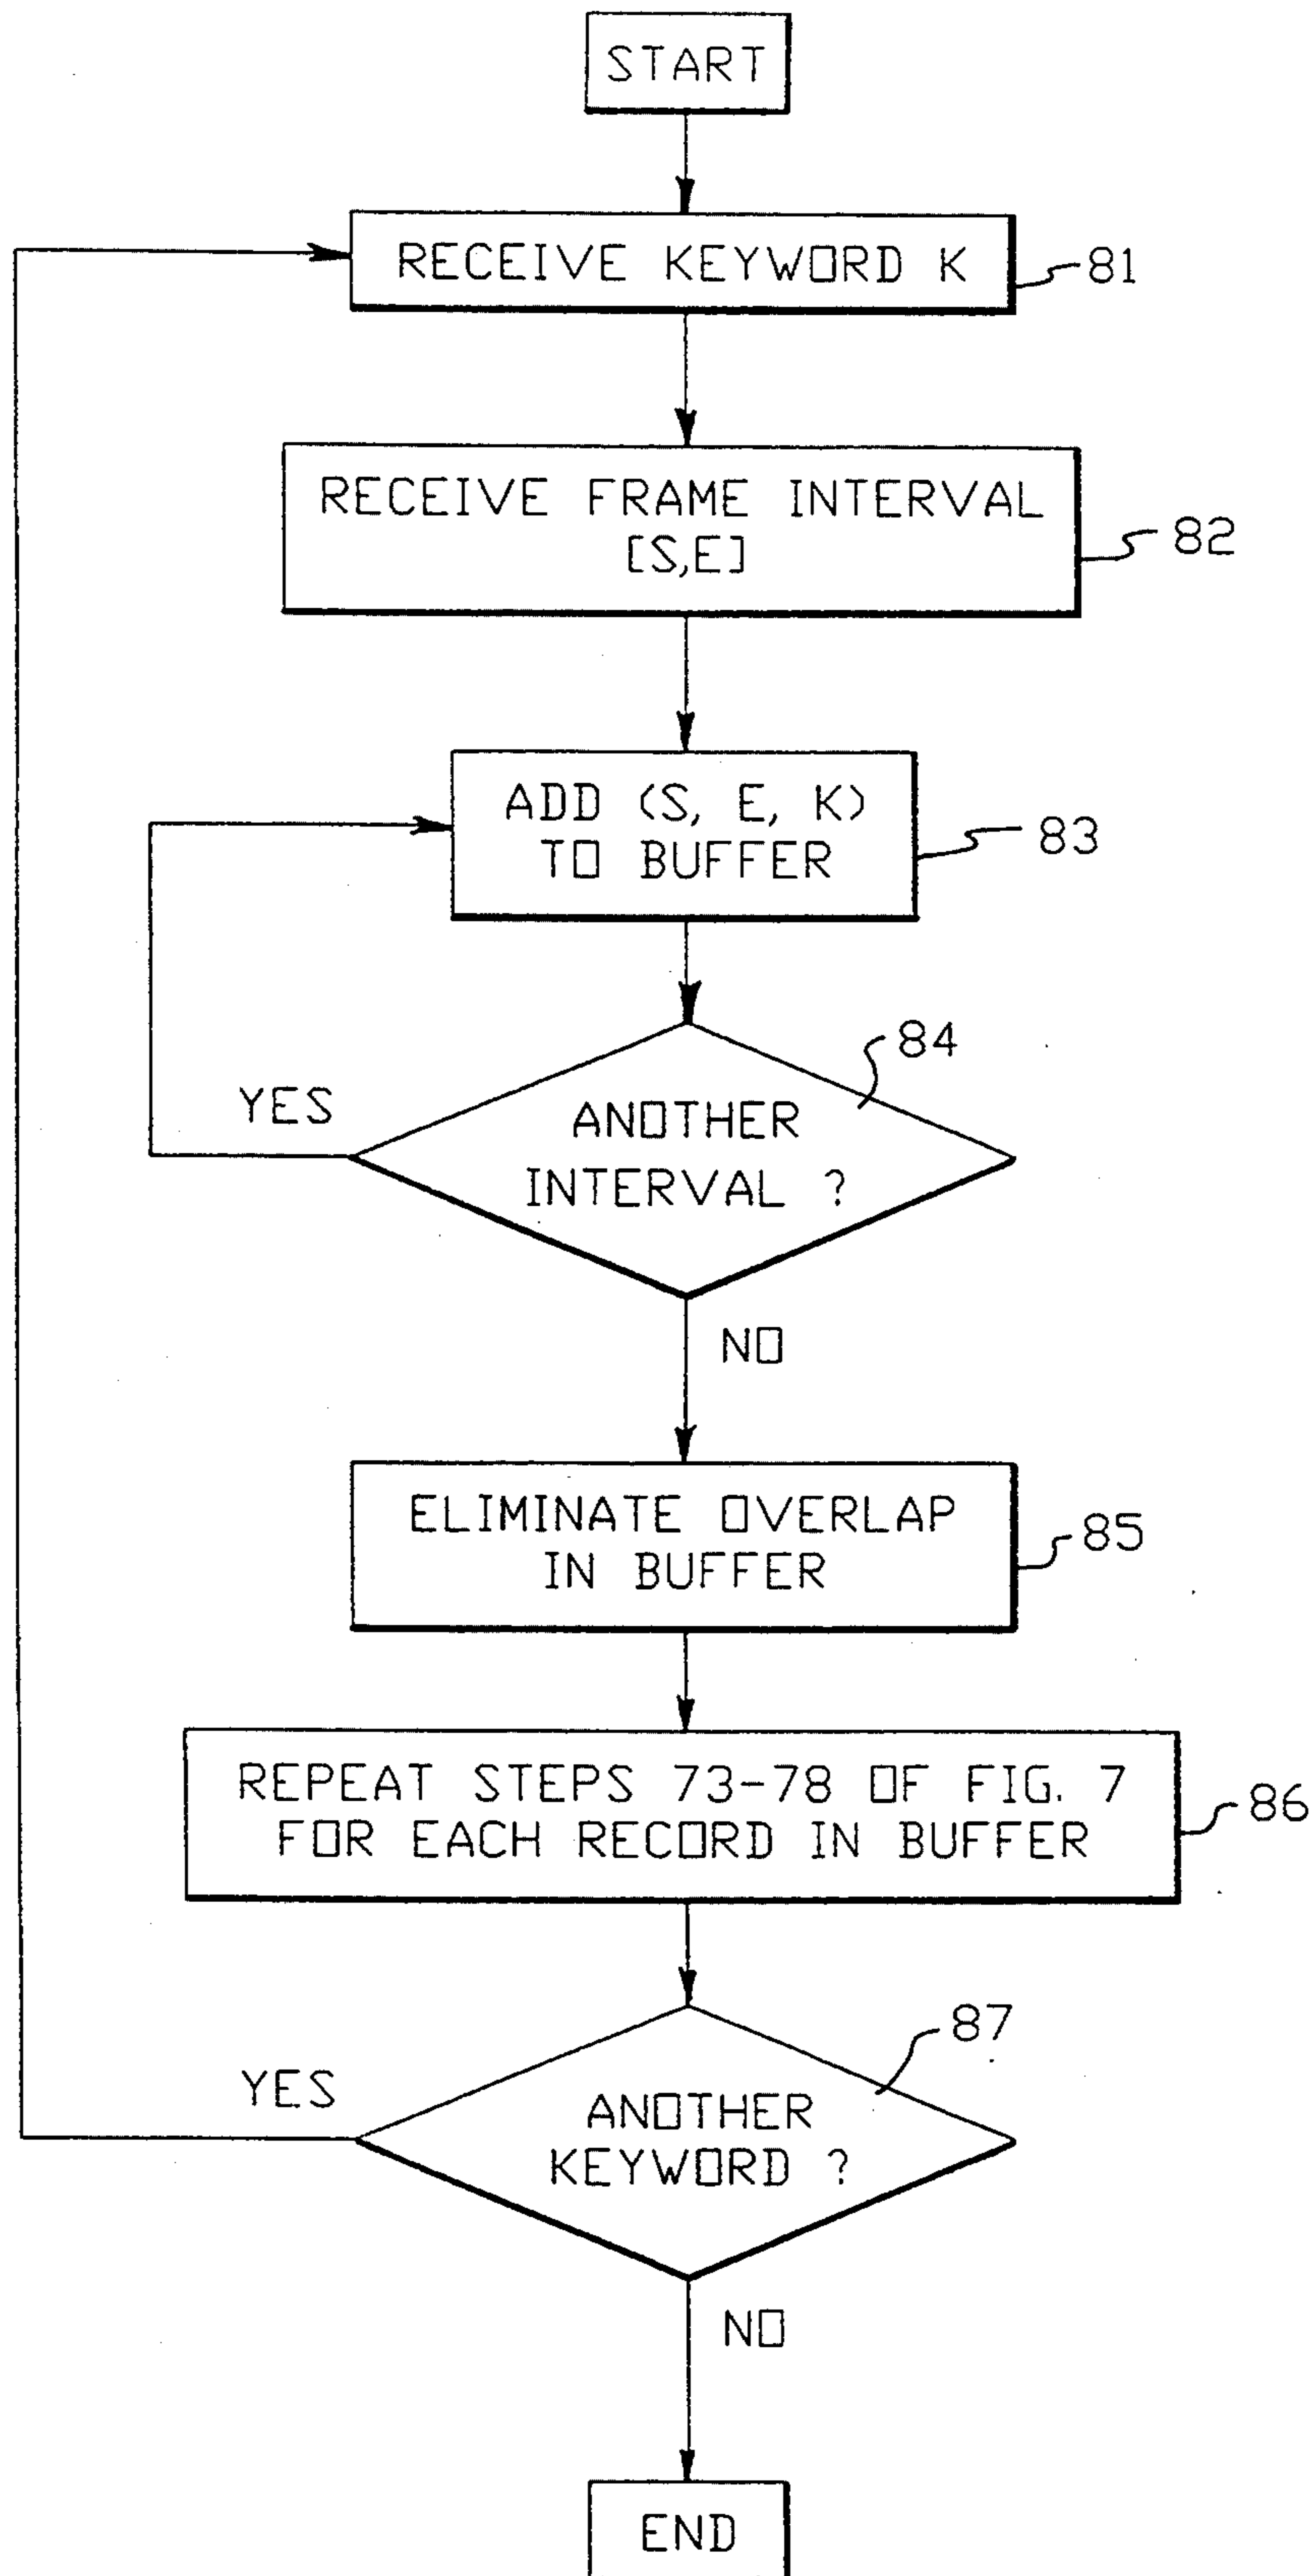 START
RECEIVE KEYWORD K
81
RECEIVE FRAME INTERVAL
[S,E]
82
ADD (S, E, K)
TO BUFFER
83
84
YES
ANOTHER
INTERVAL ?
NO
ELIMINATE OVERLAP
IN BUFFER
85
REPEAT STEPS 73-78 OF FIG. 7
FOR EACH RECORD IN BUFFER
86
87
YES
ANOTHER
KEYWORD ?
NO
END